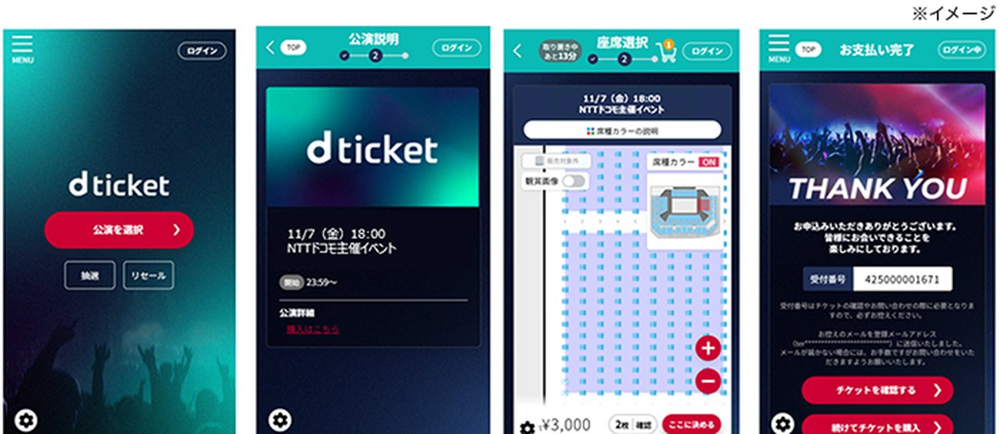 ※イメージ
MENU
ログイン
d ticket
公演を選択
抽選
リセール
TOP
公演説明
2
ログイン
d ticket
11/7（金）18:00
NTTドコモ主催イベント
開始 23:59～
公演詳細
購入はこちら
取り置き中
あと13分
座席選択
2
1
ログイン
11/7（金）18:00
NTTドコモ主催イベント
席種カラーの説明
販売対象外
席種カラー ON
観覧画像
¥3,000
2枚 確認
ここに決める
MENU
TOP
お支払い完了
ログイン中
THANK YOU
お申込みいただきありがとうございます。
皆様にお会いできることを
楽しみにしております。
受付番号 425000001671
受付番号はチケットの確認やお問い合わせの際に必要となりま
すので、必ずお控えください。
お控えのメールを登録メールアドレス
に送信いたしました。
メールが届かない場合には、お手数ですがお問い合わせをいた
だきますようお願いいたします。
チケットを確認する
続けてチケットを購入